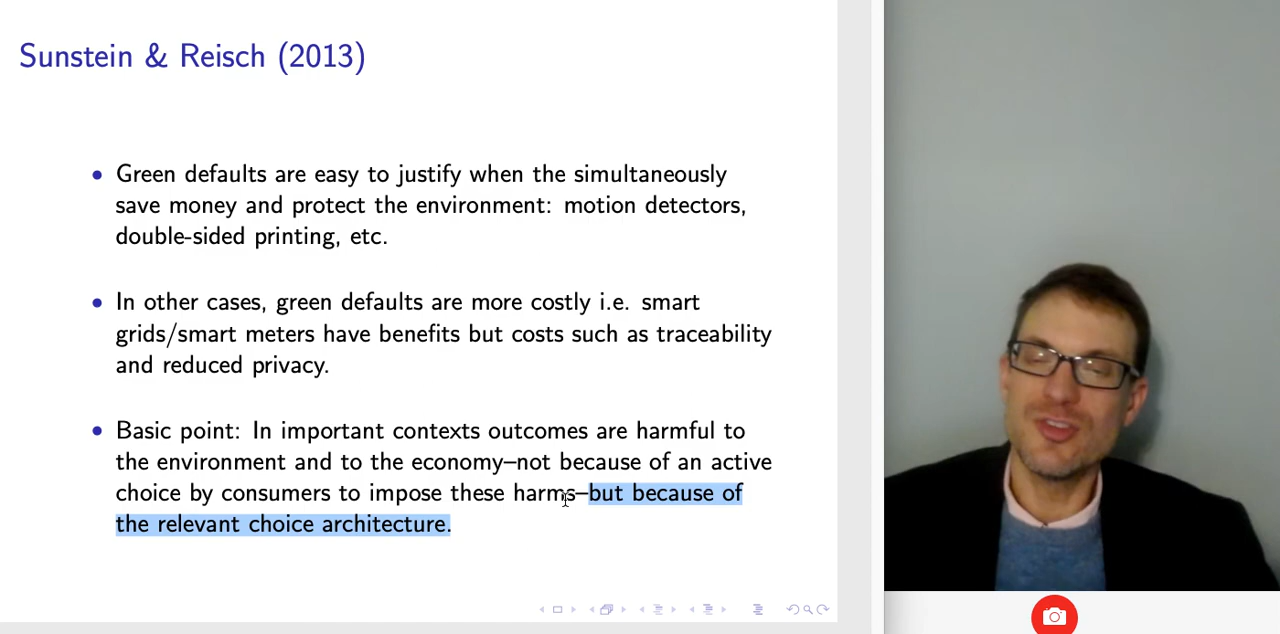 Sunstein & Reisch (2013)
• Green defaults are easy to justify when the simultaneously
save money and protect the environment: motion detectors,
double-sided printing, etc.
• In other cases, green defaults are more costly i.e. smart
grids/smart meters have benefits but costs such as traceability
and reduced privacy.
• Basic point: In important contexts outcomes are harmful to
the environment and to the economy–not because of an active
choice by consumers to impose these harms–but because of
the relevant choice architecture.